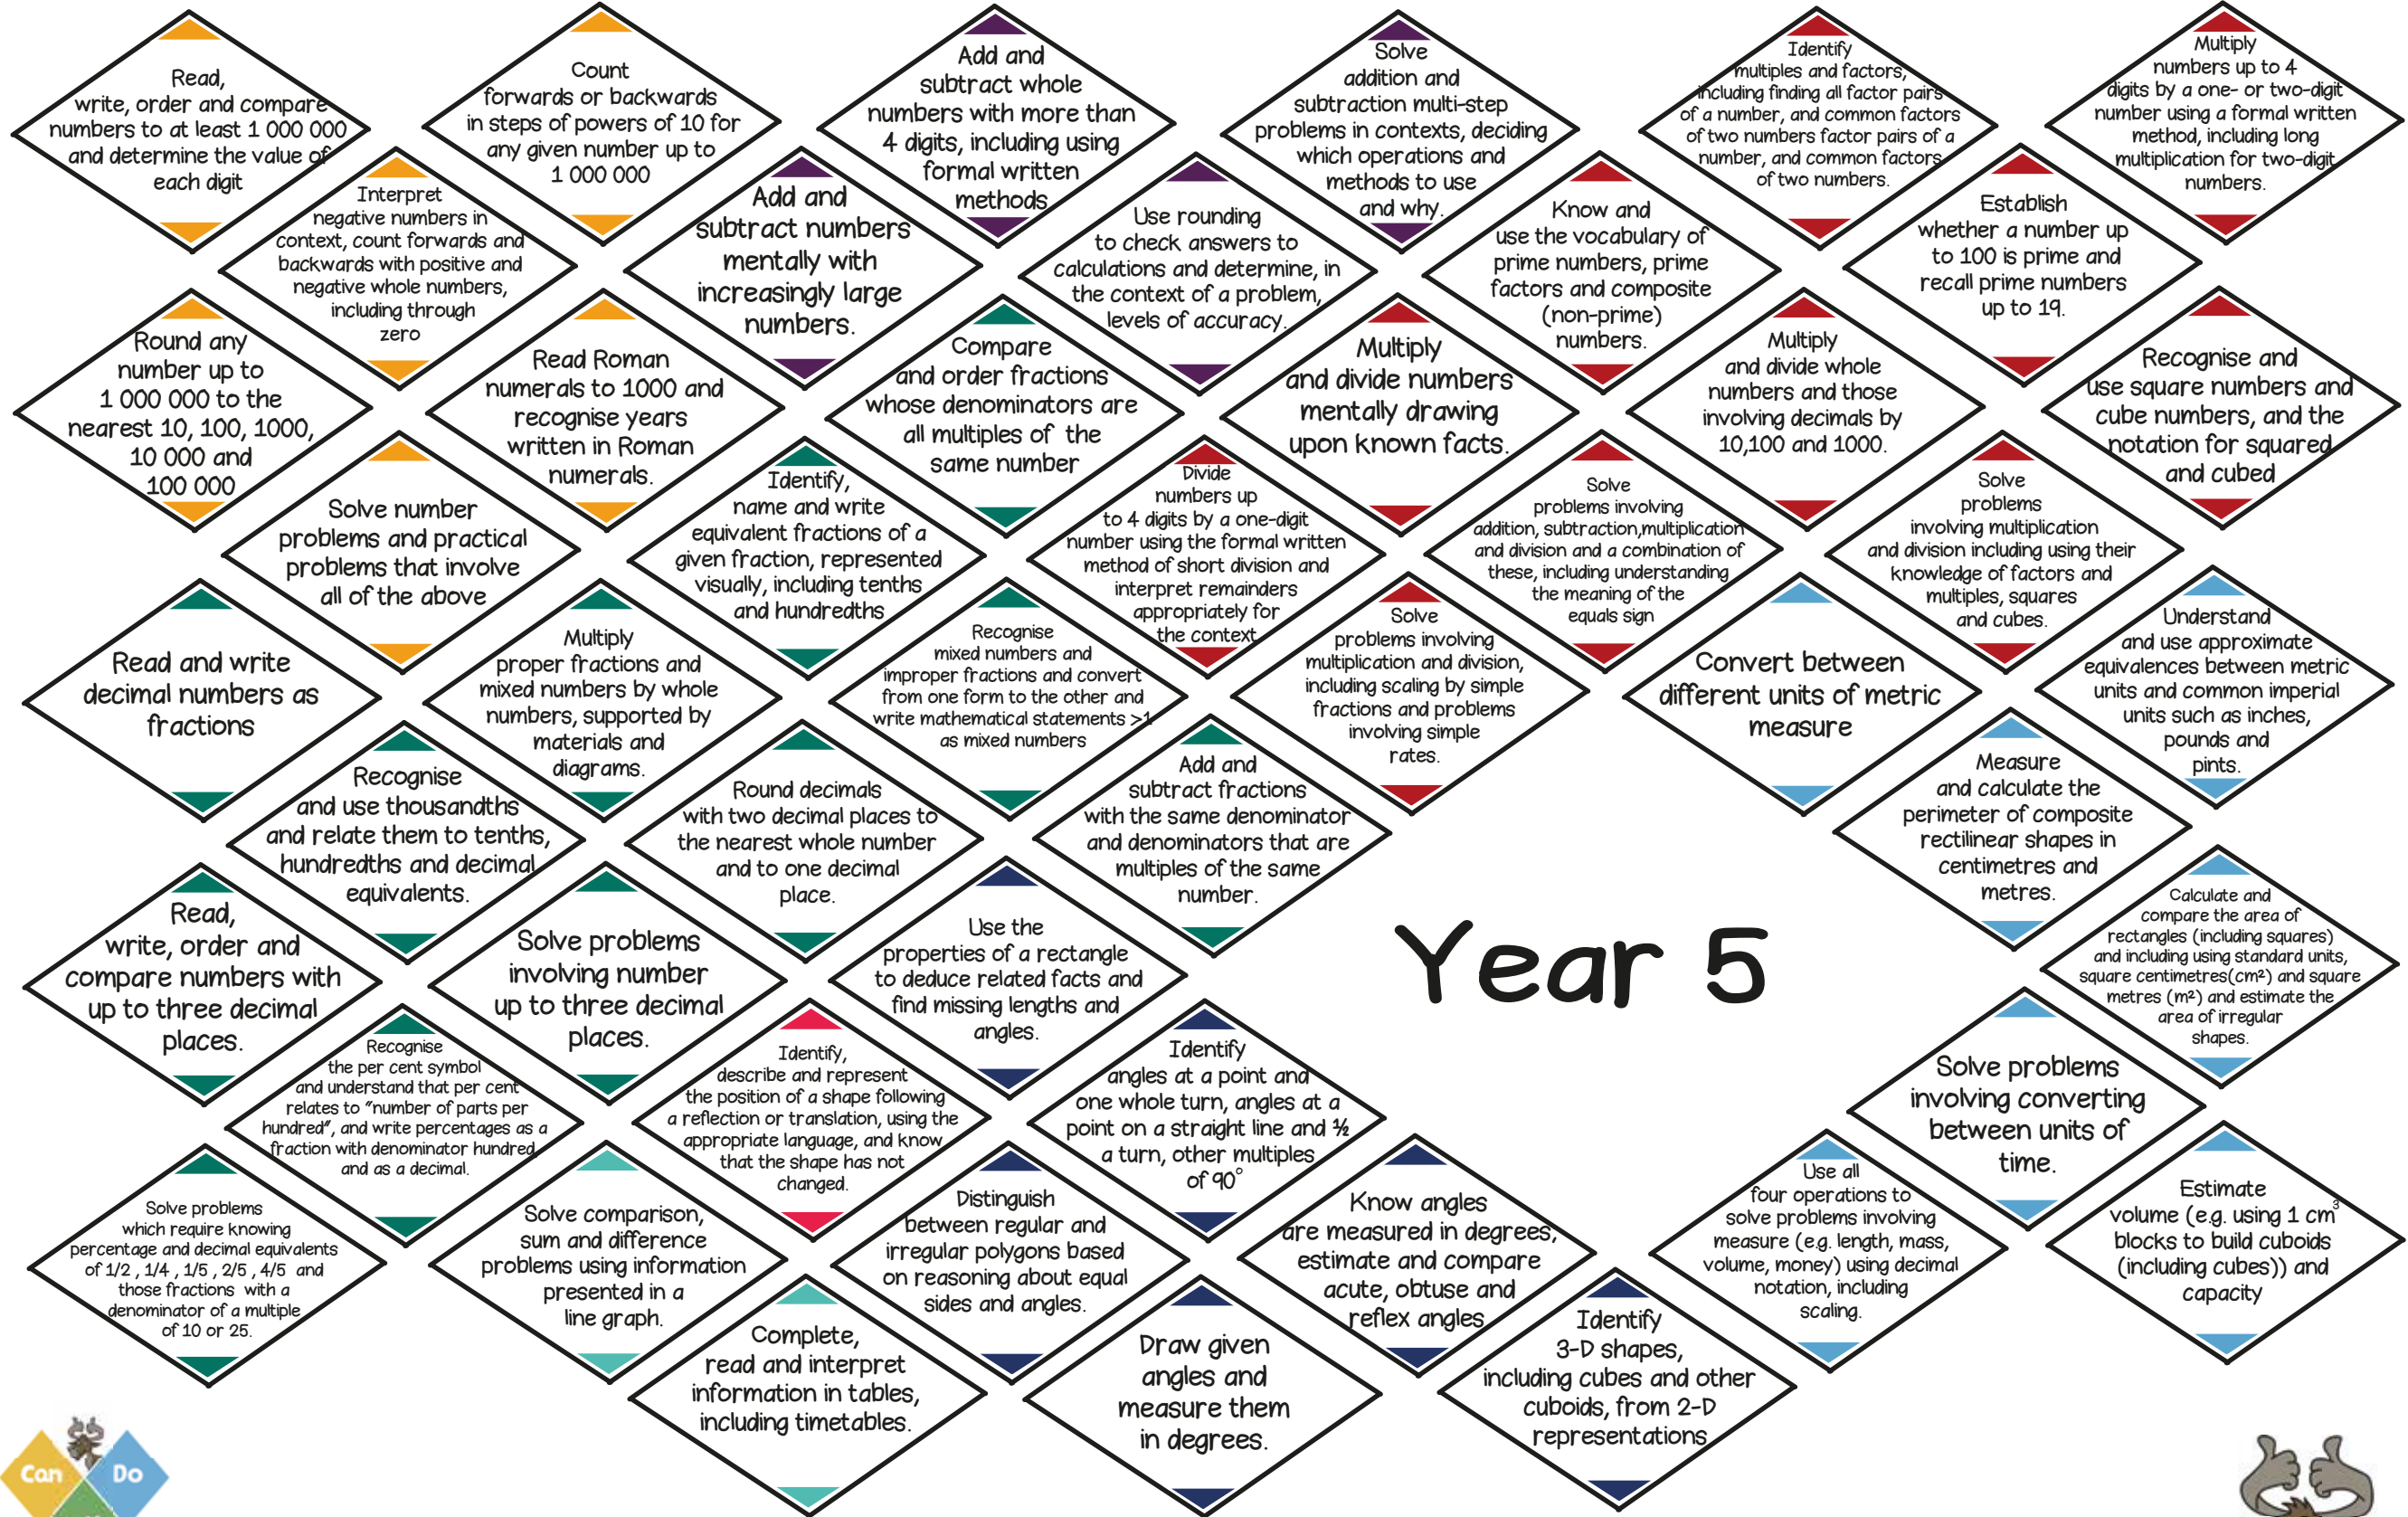 Read,
write, order and compare
numbers to at least 1 000 000
and determine the value of
each digit
Count
forwards or backwards
in steps of powers of 10 for
any given number up to
1 000 000
Add and
subtract whole
numbers with more than
4 digits, including using
formal written
methods
Solve
addition and
subtraction multi-step
problems in contexts, deciding
which operations and
methods to use
and why.
Identify
multiples and factors,
including finding all factor pairs
of a number, and common factors
of two numbers factor pairs of a
number, and common factors
of two numbers.
Multiply
numbers up to 4
digits by a one- or two-digit
number using a formal written
method, including long
multiplication for two-digit
numbers.
Interpret
negative numbers in
context, count forwards and
backwards with positive and
negative whole numbers,
including through
zero
Add and
subtract numbers
mentally with
increasingly large
numbers.
Use rounding
to check answers to
calculations and determine, in
the context of a problem,
levels of accuracy.
Know and
use the vocabulary of
prime numbers, prime
factors and composite
(non-prime)
numbers.
Establish
whether a number up
to 100 is prime and
recall prime numbers
up to 19.
Round any
number up to
1 000 000 to the
nearest 10, 100, 1000,
10 000 and
100 000
Read Roman
numerals to 1000 and
recognise years
written in Roman
numerals.
Compare
and order fractions
whose denominators are
all multiples of the
same number
Multiply
and divide numbers
mentally drawing
upon known facts.
Multiply
and divide whole
numbers and those
involving decimals by
10,100 and 1000.
Recognise and
use square numbers and
cube numbers, and the
notation for squared
and cubed
Solve number
problems and practical
problems that involve
all of the above
Identify,
name and write
equivalent fractions of a
given fraction, represented
visually, including tenths
and hundredths
Divide
numbers up
to 4 digits by a one-digit
number using the formal written
method of short division and
interpret remainders
appropriately for
the context
Solve
problems involving
addition, subtraction,multiplication
and division and a combination of
these, including understanding
the meaning of the
equals sign
Solve
problems
involving multiplication
and division including using their
knowledge of factors and
multiples, squares
and cubes.
Read and write
decimal numbers as
fractions
Multiply
proper fractions and
mixed numbers by whole
numbers, supported by
materials and
diagrams.
Recognise
mixed numbers and
improper fractions and convert
from one form to the other and
write mathematical statements >1
as mixed numbers
Solve
problems involving
multiplication and division,
including scaling by simple
fractions and problems
involving simple
rates.
Convert between
different units of metric
measure
Understand
and use approximate
equivalences between metric
units and common imperial
units such as inches,
pounds and
pints.
Recognise
and use thousandths
and relate them to tenths,
hundredths and decimal
equivalents.
Round decimals
with two decimal places to
the nearest whole number
and to one decimal
place.
Add and
subtract fractions
with the same denominator
and denominators that are
multiples of the same
number.
Measure
and calculate the
perimeter of composite
rectilinear shapes in
centimetres and
metres.
Read,
write, order and
compare numbers with
up to three decimal
places.
Solve problems
involving number
up to three decimal
places.
Use the
properties of a rectangle
to deduce related facts and
find missing lengths and
angles.
Year 5
Calculate and
compare the area of
rectangles (including squares)
and including using standard units,
square centimetres(cm²) and square
metres (m²) and estimate the
area of irregular
shapes.
Recognise
the per cent symbol
and understand that per cent
relates to "number of parts per
hundred", and write percentages as a
fraction with denominator hundred,
and as a decimal.
Identify,
describe and represent
the position of a shape following
a reflection or translation, using the
appropriate language, and know
that the shape has not
changed.
Identify
angles at a point and
one whole turn, angles at a
point on a straight line and ½
a turn, other multiples
of 90°
Solve problems
involving converting
between units of
time.
Solve problems
which require knowing
percentage and decimal equivalents
of 1/2 , 1/4 , 1/5 , 2/5 , 4/5 and
those fractions with a
denominator of a multiple
of 10 or 25.
Solve comparison,
sum and difference
problems using information
presented in a
line graph.
Distinguish
between regular and
irregular polygons based
on reasoning about equal
sides and angles.
Know angles
are measured in degrees,
estimate and compare
acute, obtuse and
reflex angles
Use all
four operations to
solve problems involving
measure (e.g. length, mass,
volume, money) using decimal
notation, including
scaling.
Estimate
volume (e.g. using 1 cm³
blocks to build cuboids
(including cubes)) and
capacity
Complete,
read and interpret
information in tables,
including timetables.
Draw given
angles and
measure them
in degrees.
Identify
3-D shapes,
including cubes and other
cuboids, from 2-D
representations
Can Do